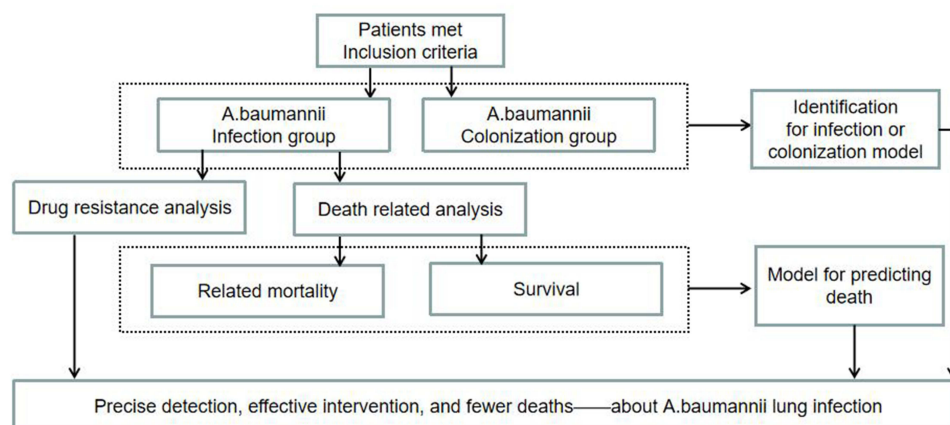 Patients met
Inclusion criteria
A.baumannii
Infection group
A.baumannii
Colonization group
Identification
for infection or
colonization model
Drug resistance analysis
Death related analysis
Related mortality
Survival
Model for predicting
death
Precise detection, effective intervention, and fewer deaths——about A.baumannii lung infection